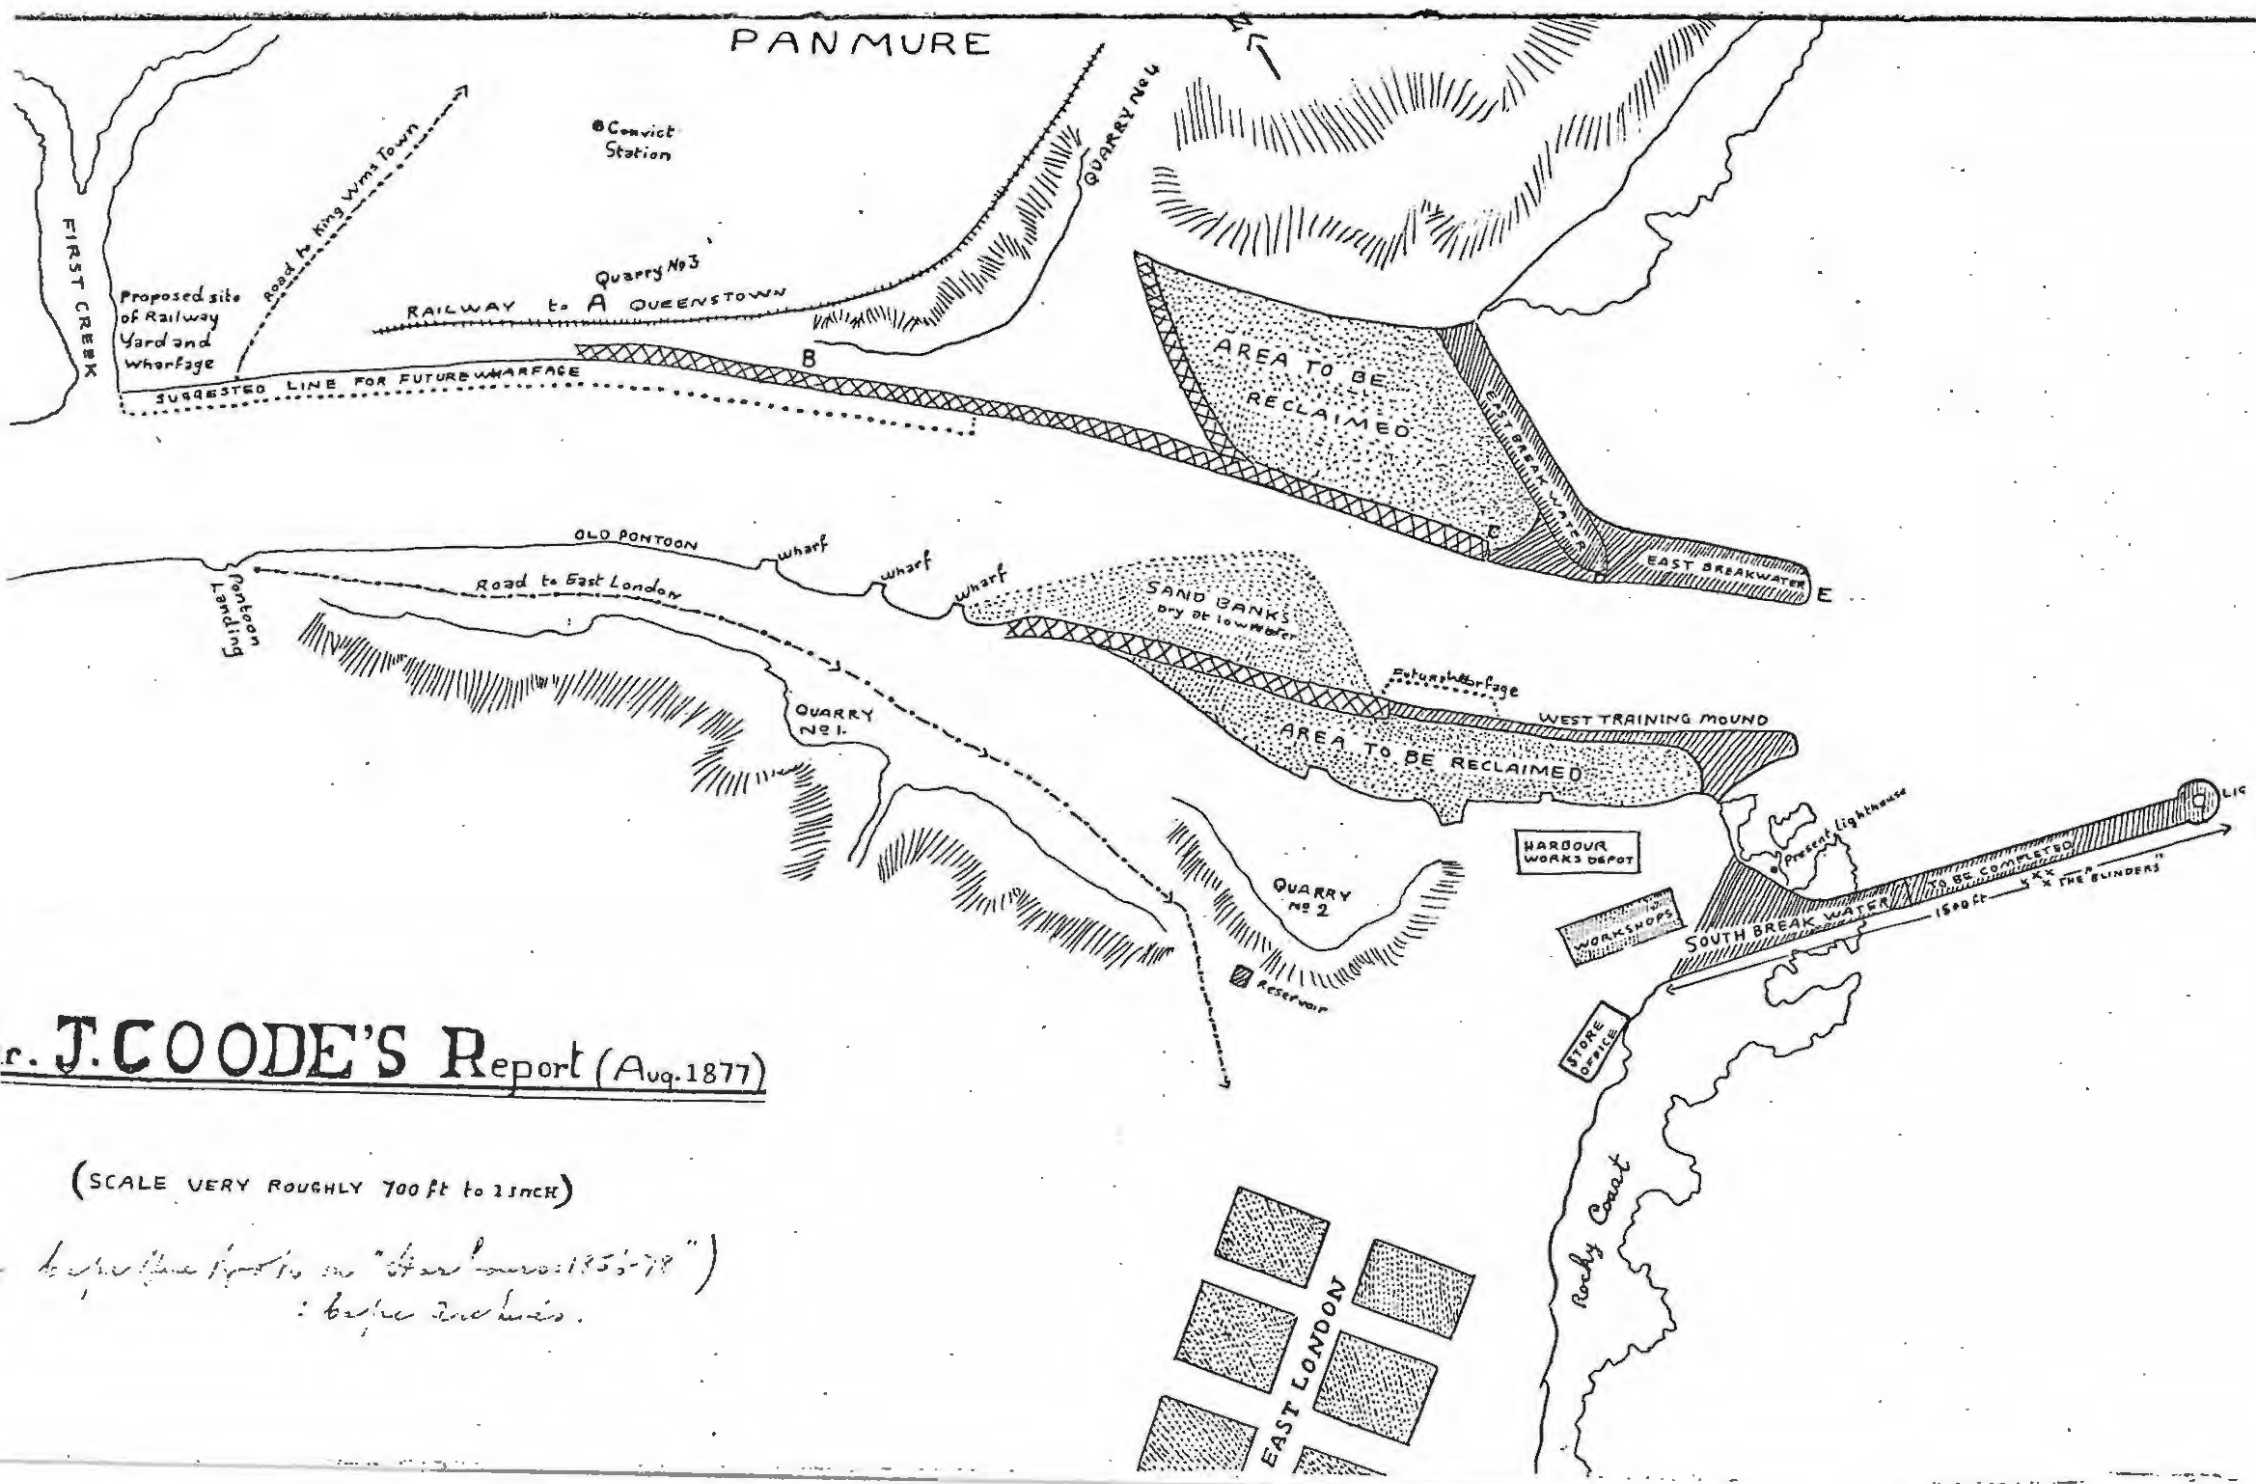 PANMURE
N
Convict
Station
QUARRY No 4
Road to King Wms Town
FIRST CREEK
Quarry No 3
RAILWAY to A QUEENSTOWN
Proposed site
of Railway
Yard and
Wharfage
B
SUGGESTED LINE FOR FUTURE WHARFAGE
AREA TO BE
RECLAIMED
EAST BREAK WATER
C
D
EAST BREAKWATER
E
OLD PONTOON
Wharf
Wharf
Wharf
Pontoon
Landing
Road to East London
SAND BANKS
Dry at low water
Future Wharfage
WEST TRAINING MOUND
AREA TO BE RECLAIMED
QUARRY
No 1.
HARBOUR
WORKS DEPOT
Present Lighthouse
LIG
TO BE COMPLETED
"THE BLINDERS"
1500 ft
SOUTH BREAK WATER
WORKSHOPS
QUARRY
No 2
Reservoir
STORE
OFFICE
r. J. COODE'S Report (Aug. 1877)
(SCALE VERY ROUGHLY 700 ft to 1 INCH)
Rocky Coast
EAST LONDON